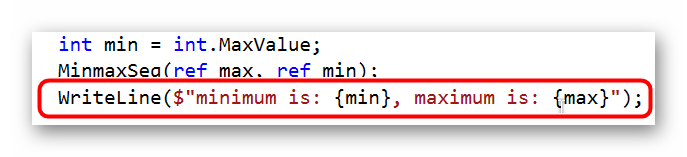 int min = int.MaxValue;
MinmaxSeq(ref max, ref min);
WriteLine($"minimum is: {min}, maximum is: {max}");